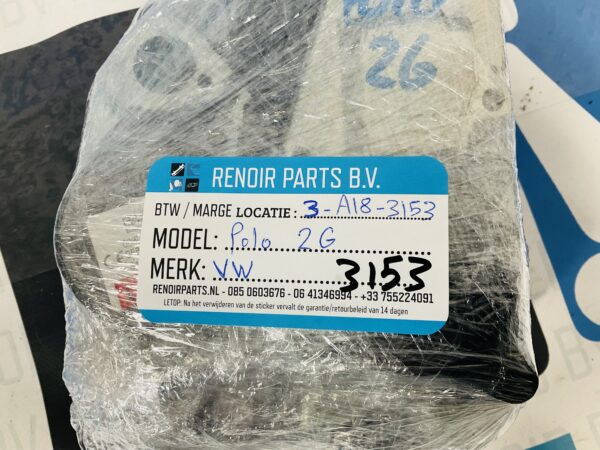 2G
RENOIR PARTS B.V.
BTW / MARGE LOCATIE: 3-A18-3153
MODEL: Polo 2G
MERK: VW 3153
RENOIRPARTS.NL - 085 0603676 - 06 41346994 - +33 755224091
LETOP: Na het verwijderen van de sticker vervalt de garantie/retourbeleid van 14 dagen